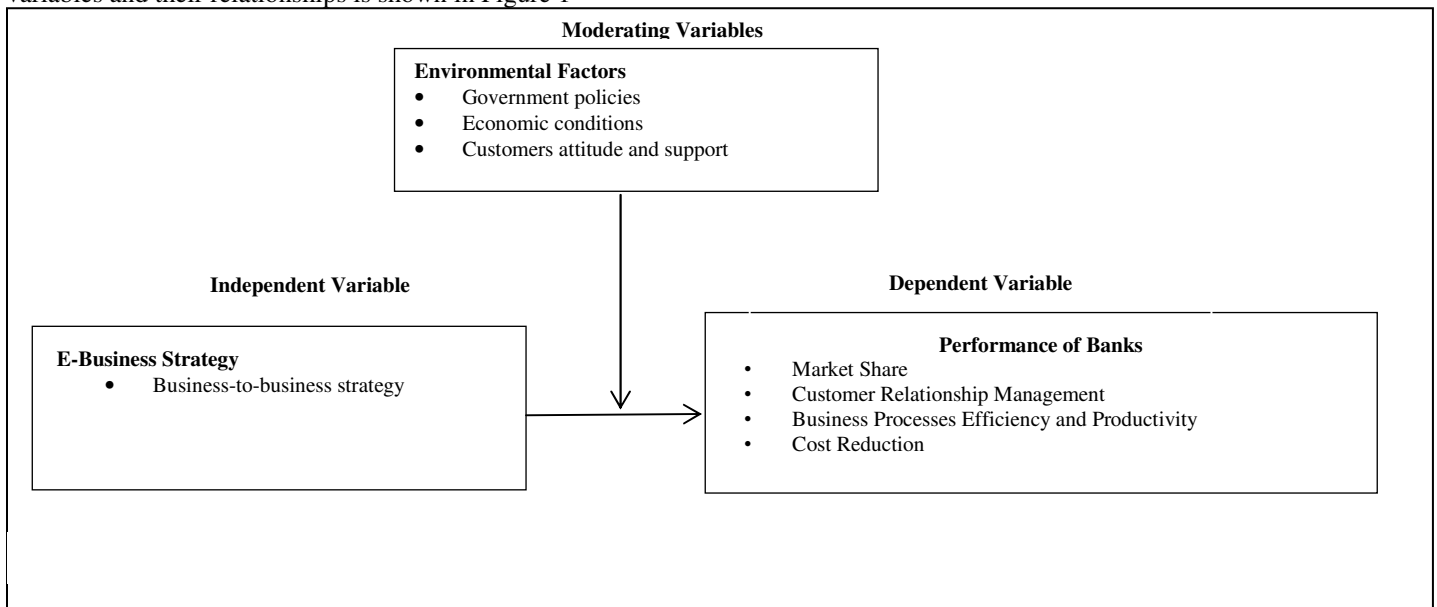 variables and their relationships is shown in Figure 1
Moderating Variables
Environmental Factors
• Government policies
• Economic conditions
• Customers attitude and support
Independent Variable
Dependent Variable
E-Business Strategy
• Business-to-business strategy
Performance of Banks
• Market Share
• Customer Relationship Management
• Business Processes Efficiency and Productivity
• Cost Reduction